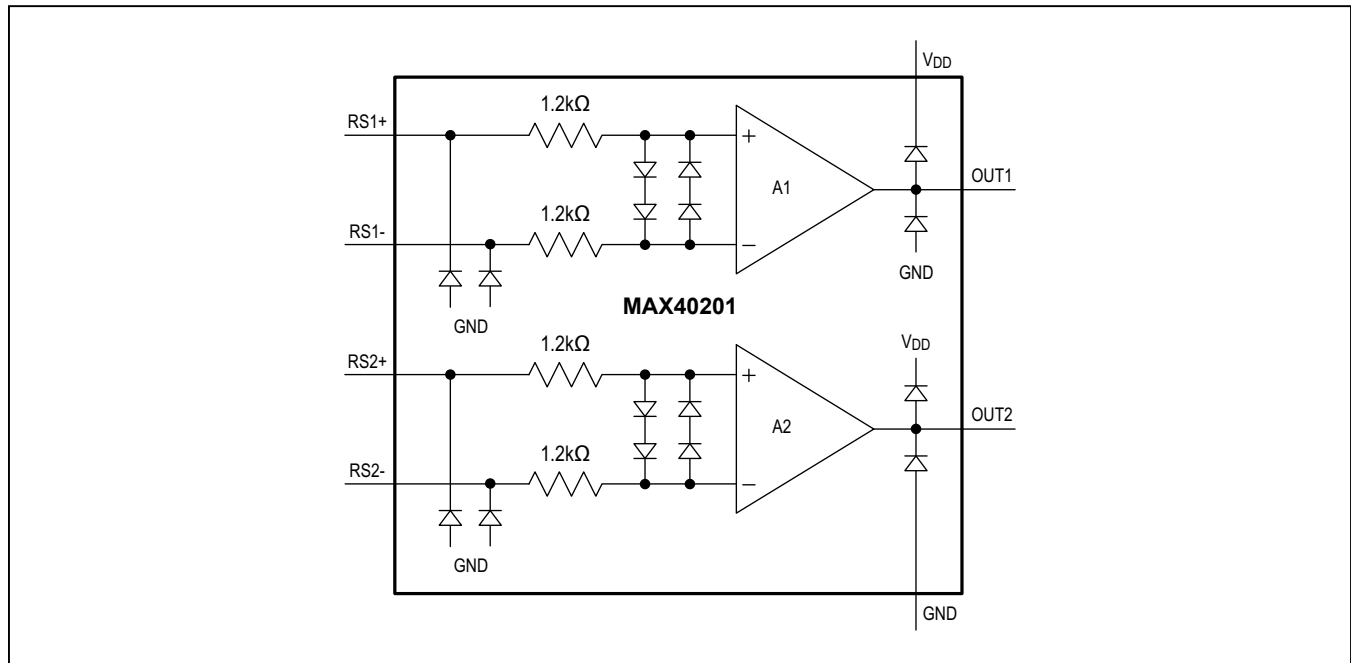 VDD
1.2kΩ
RS1+
A1
OUT1
1.2kΩ
RS1-
GND
GND
MAX40201
1.2kΩ
VDD
RS2+
A2
OUT2
1.2kΩ
RS2-
GND
GND
+
−
+
−